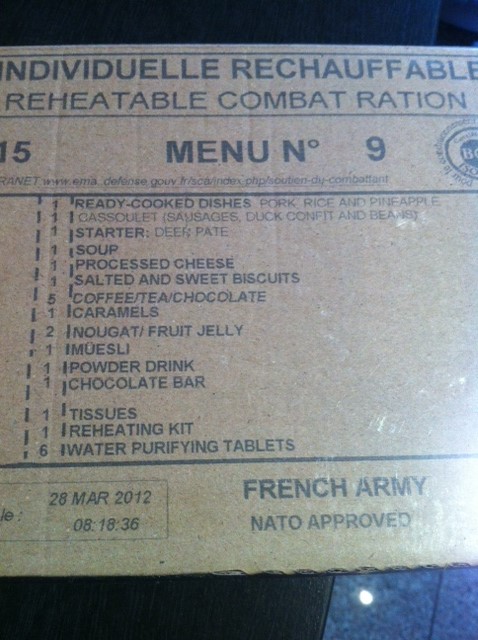 INDIVIDUELLE RECHAUFFABLE
REHEATABLE COMBAT RATION
15 MENU N° 9
RANET www.ema.defense.gouv.fr/sca/index.php/soutien-du-combattant
1 READY-COOKED DISHES PORK, RICE AND PINEAPPLE
1 CASSOULET (SAUSAGES, DUCK CONFIT AND BEANS)
1 STARTER: DEER PATE
1 SOUP
1 PROCESSED CHEESE
1 SALTED AND SWEET BISCUITS
5 COFFEE/TEA/CHOCOLATE
1 CARAMELS
2 NOUGAT/ FRUIT JELLY
1 MÜESLI
1 POWDER DRINK
1 CHOCOLATE BAR
1 TISSUES
1 REHEATING KIT
6 WATER PURIFYING TABLETS
le : 28 MAR 2012
08:18:36
FRENCH ARMY
NATO APPROVED